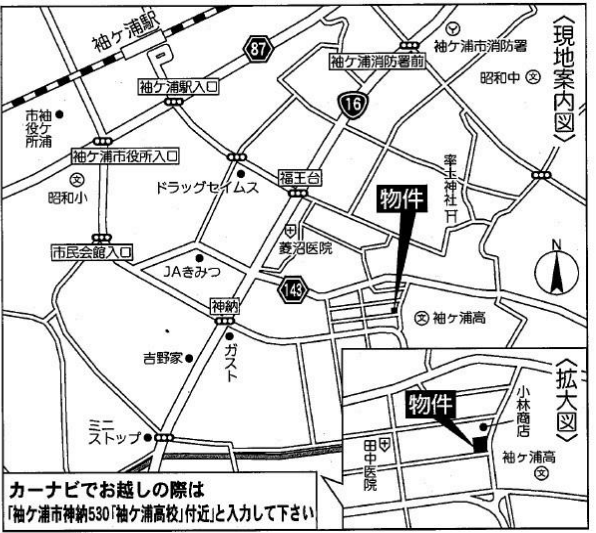 〈現地案内図〉
袖ケ浦駅
87
袖ケ浦市消防署
袖ケ浦消防署前
昭和中
文
袖ケ浦駅入口
16
袖ケ浦
市役所
袖ケ浦市役所入口
文
昭和小
ドラッグセイムス
福王台
物件
市民会館入口
菱沼医院
JAきみつ
N
143
神納
文
袖ケ浦高
ガスト
吉野家
ミニ
ストップ
〈拡大図〉
物件
小林商店
田中医院
袖ケ浦高
文
カーナビでお越しの際は
「袖ケ浦市神納530「袖ケ浦高校」付近」と入力して下さい